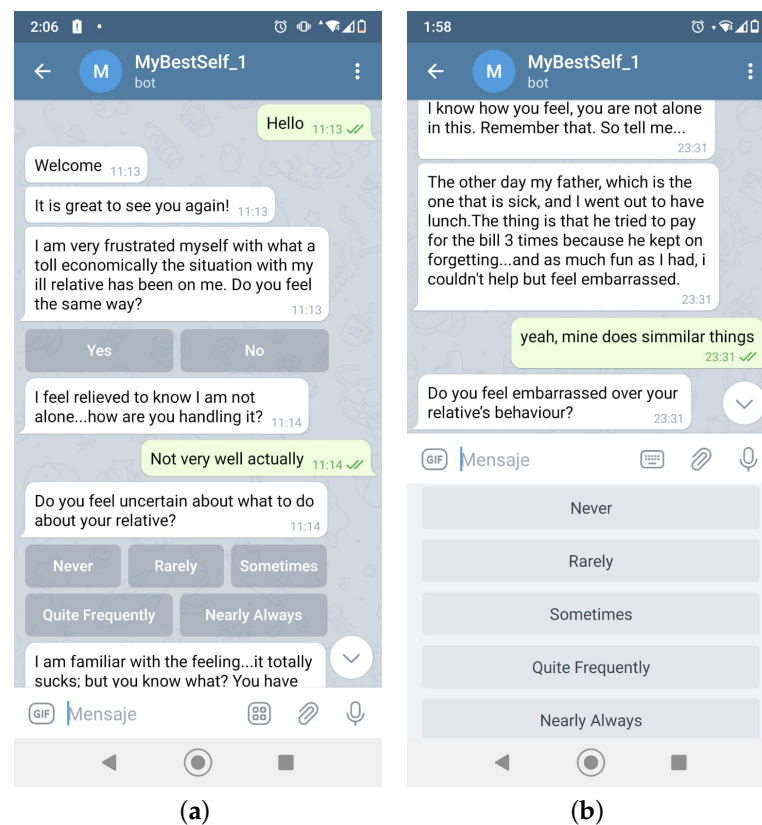 2:06
MyBestSelf_1
bot
M
Hello 11:13
Welcome 11:13
It is great to see you again! 11:13
I am very frustrated myself with what a
toll economically the situation with my
ill relative has been on me. Do you feel
the same way? 11:13
Yes No
I feel relieved to know I am not
alone...how are you handling it? 11:14
Not very well actually 11:14
Do you feel uncertain about what to do
about your relative? 11:14
Never Rarely Sometimes
Quite Frequently Nearly Always
I am familiar with the feeling...it totally
sucks; but you know what? You have
GIF Mensaje
(a)
1:58
MyBestSelf_1
bot
M
I know how you feel, you are not alone
in this. Remember that. So tell me...
23:31
The other day my father, which is the
one that is sick, and I went out to have
lunch.The thing is that he tried to pay
for the bill 3 times because he kept on
forgetting...and as much fun as I had, i
couldn't help but feel embarrassed.
23:31
yeah, mine does simmilar things
23:31
Do you feel embarrassed over your
relative's behaviour? 23:31
GIF Mensaje
Never
Rarely
Sometimes
Quite Frequently
Nearly Always
(b)